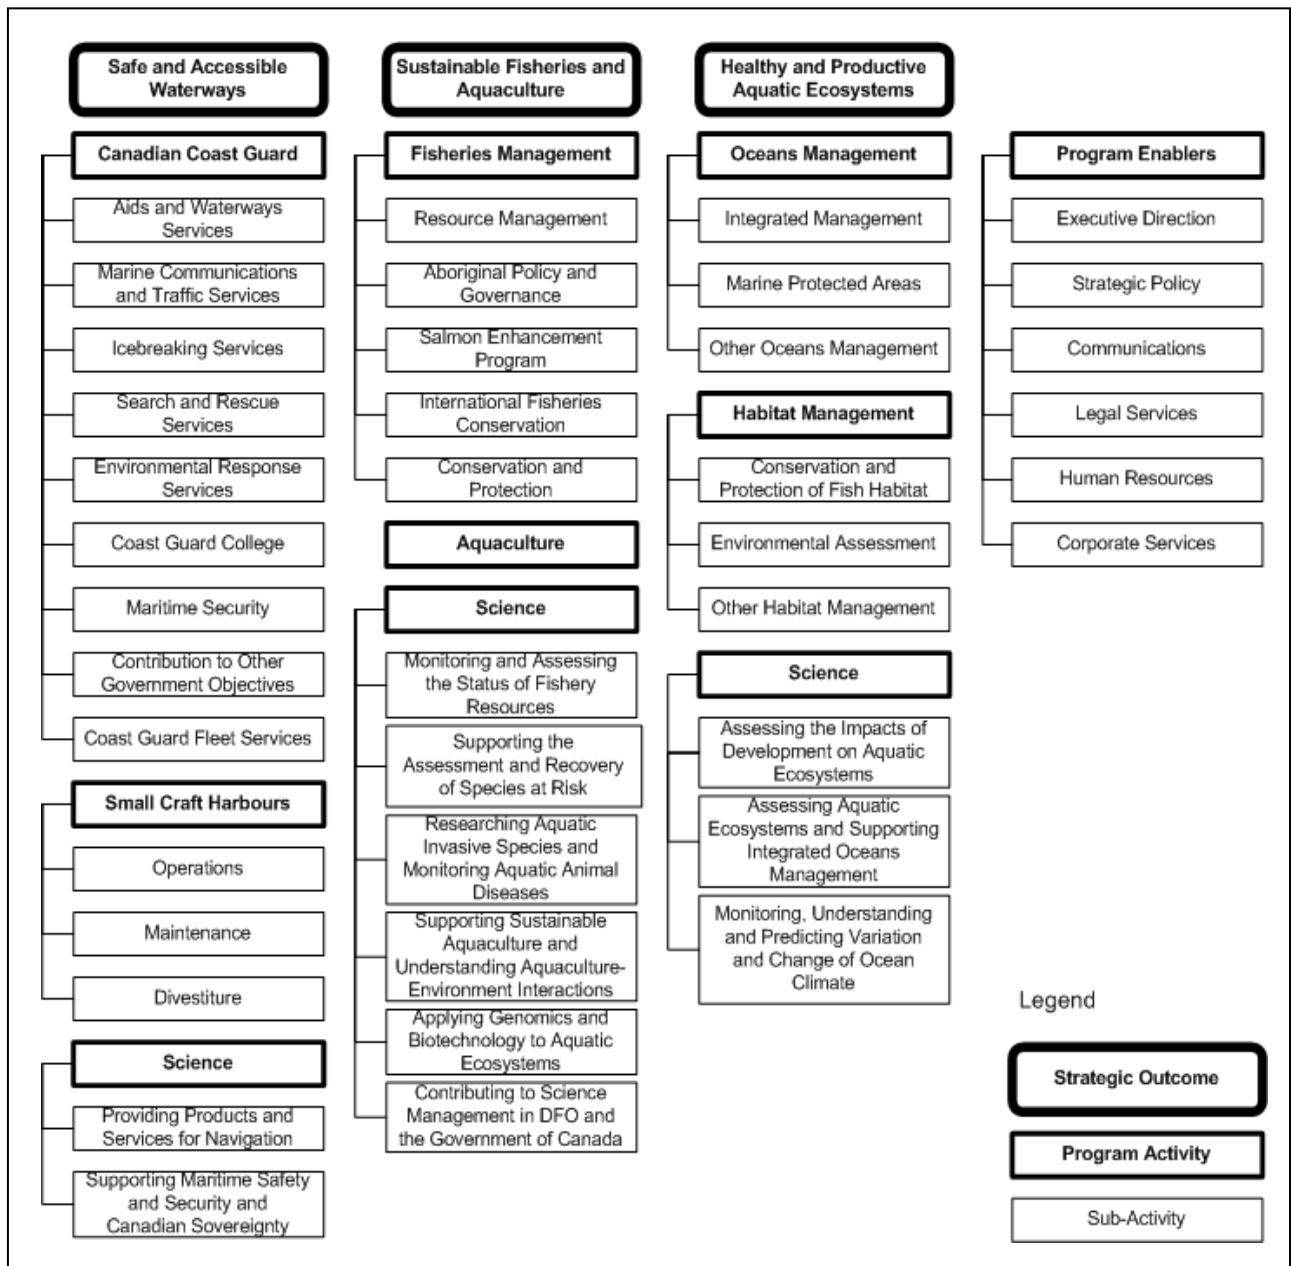 Safe and Accessible
Waterways
Canadian Coast Guard
Aids and Waterways
Services
Marine Communications
and Traffic Services
Icebreaking Services
Search and Rescue
Services
Environmental Response
Services
Coast Guard College
Maritime Security
Contribution to Other
Government Objectives
Coast Guard Fleet Services
Small Craft Harbours
Operations
Maintenance
Divestiture
Science
Providing Products and
Services for Navigation
Supporting Maritime Safety
and Security and
Canadian Sovereignty
Sustainable Fisheries and
Aquaculture
Fisheries Management
Resource Management
Aboriginal Policy and
Governance
Salmon Enhancement
Program
International Fisheries
Conservation
Conservation and
Protection
Aquaculture
Science
Monitoring and Assessing
the Status of Fishery
Resources
Supporting the
Assessment and Recovery
of Species at Risk
Researching Aquatic
Invasive Species and
Monitoring Aquatic Animal
Diseases
Supporting Sustainable
Aquaculture and
Understanding Aquaculture-
Environment Interactions
Applying Genomics and
Biotechnology to Aquatic
Ecosystems
Contributing to Science
Management in DFO and
the Government of Canada
Healthy and Productive
Aquatic Ecosystems
Oceans Management
Integrated Management
Marine Protected Areas
Other Oceans Management
Habitat Management
Conservation and
Protection of Fish Habitat
Environmental Assessment
Other Habitat Management
Science
Assessing the Impacts of
Development on Aquatic
Ecosystems
Assessing Aquatic
Ecosystems and Supporting
Integrated Oceans
Management
Monitoring, Understanding
and Predicting Variation
and Change of Ocean
Climate
Program Enablers
Executive Direction
Strategic Policy
Communications
Legal Services
Human Resources
Corporate Services
Legend
Strategic Outcome
Program Activity
Sub-Activity